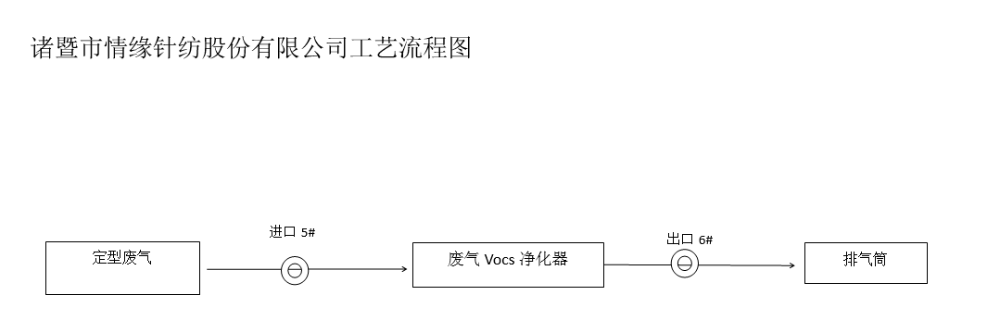 诸暨市情缘针纺股份有限公司工艺流程图
进口 5#
出口 6#
定型废气
废气 Vocs 净化器
排气筒